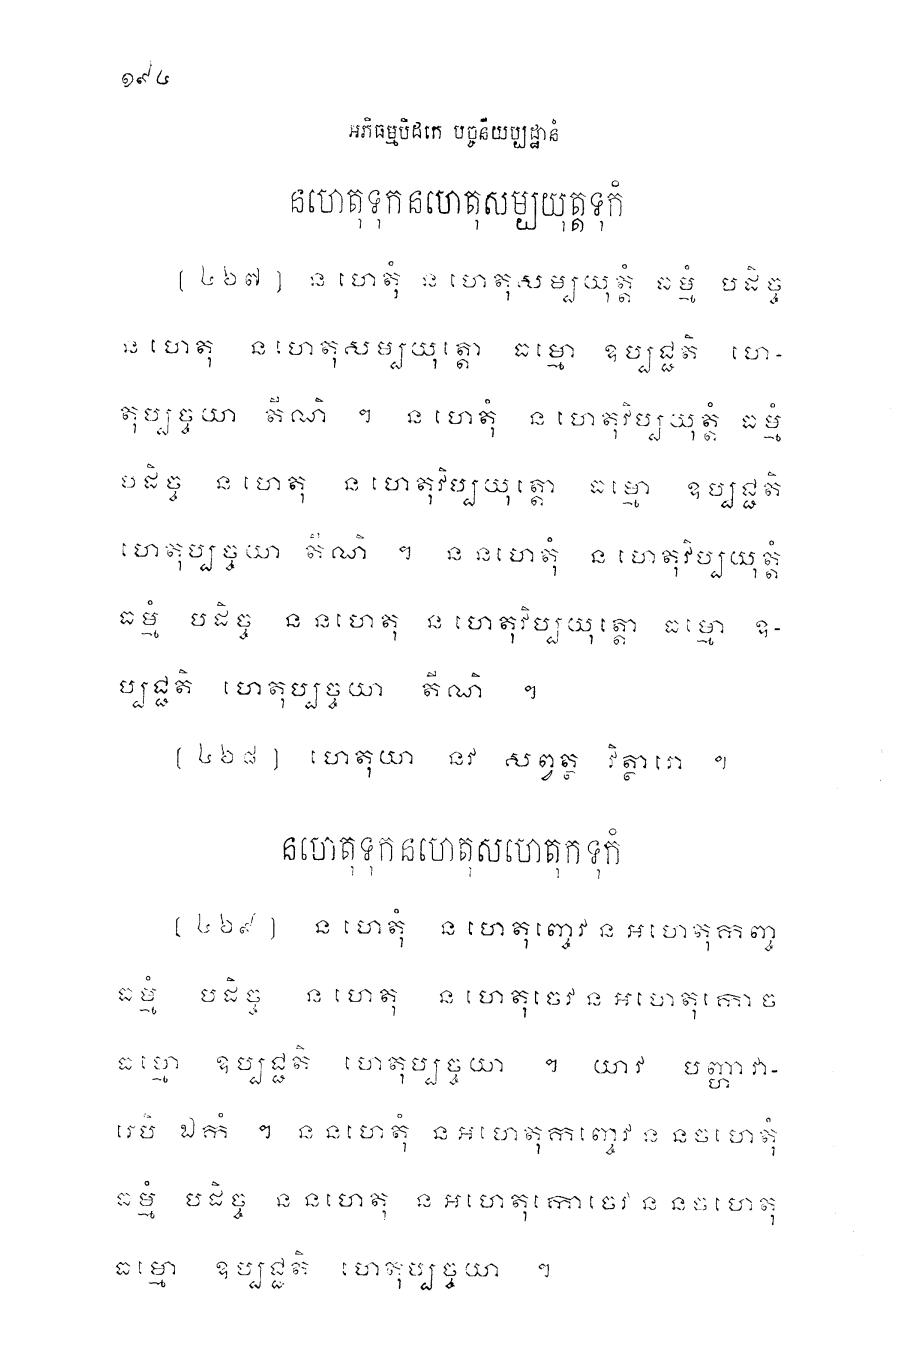 ១៩៤
អភិធម្មបិដកេ បច្ចនីយប្បដ្ឋានំ
នហេតុទុកនហេតុសម្បយុត្តទុកំ
(៤៦៧) ន ហេតុំ ន ហេតុសម្បយុត្តំ ធម្មំ បដិច្ច
ន ហេតុ ន ហេតុសម្បយុត្តោ ធម្មោ ឧប្បជ្ជតិ ហេ-
តុប្បច្ចយា តីណិ ។ ន ហេតុំ ន ហេតុវិប្បយុត្តំ ធម្មំ
បដិច្ច ន ហេតុ ន ហេតុវិប្បយុត្តោ ធម្មោ ឧប្បជ្ជតិ
ហេតុប្បច្ចយា តីណិ ។ ន នហេតុំ ន ហេតុវិប្បយុត្តំ
ធម្មំ បដិច្ច ន នហេតុ ន ហេតុវិប្បយុត្តោ ធម្មោ ឧ-
ប្បជ្ជតិ ហេតុប្បច្ចយា តីណិ ។
(៤៦៨) ហេតុយា នវ សព្វត្ថ វិត្ថារោ ។
នហេតុទុកនហេតុសហេតុកទុកំ
(៤៦៩) ន ហេតុំ ន ហេតុញ្ចេវ ន អហេតុកញ្ច
ធម្មំ បដិច្ច ន ហេតុ ន ហេតុចេវ ន អហេតុកោ ច
ធម្មោ ឧប្បជ្ជតិ ហេតុប្បច្ចយា ។ យាវ បញ្ហាវា-
រេបិ ឯកំ ។ ន នហេតុំ ន អហេតុកញ្ចេវ ន នចហេតុំ
ធម្មំ បដិច្ច ន នហេតុ ន អហេតុកោចេវ ន នចហេតុ
ធម្មោ ឧប្បជ្ជតិ ហេតុប្បច្ចយា ។